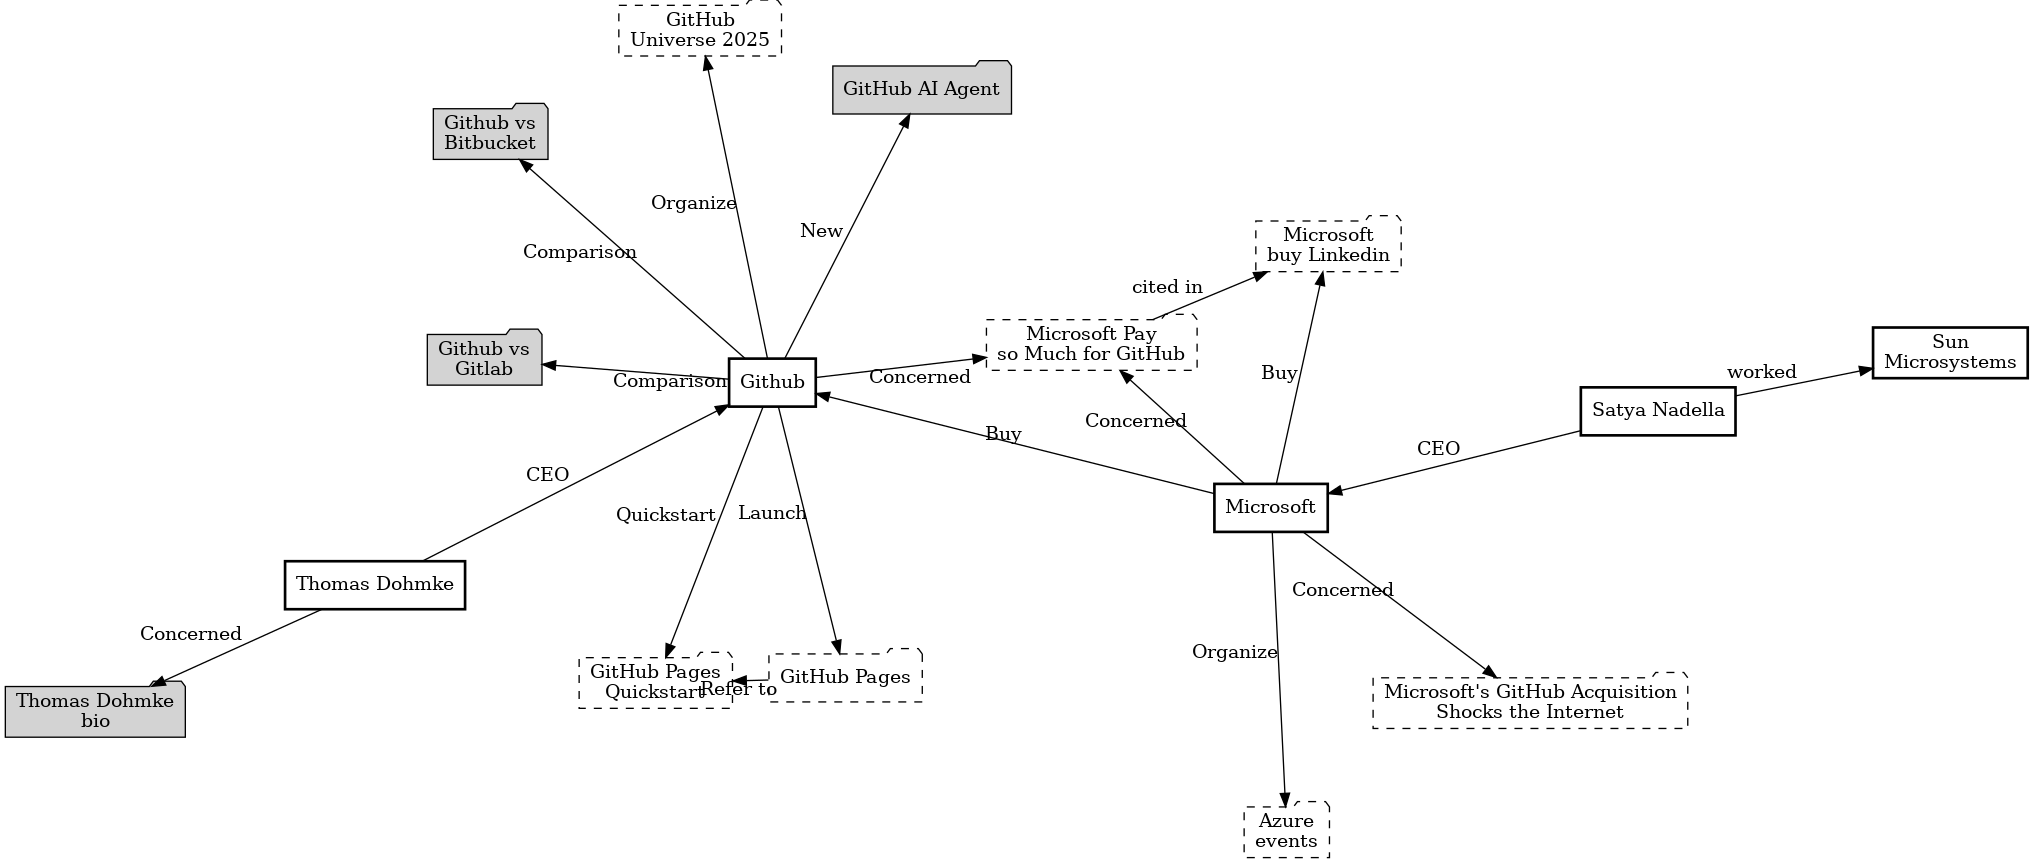 GitHub
Universe 2025
GitHub AI Agent
Github vs
Bitbucket
Organize
New
Comparison
Microsoft
buy Linkedin
cited in
Microsoft Pay
so Much for GitHub
Sun
Microsystems
worked
Github vs
Gitlab
Comparison
Github
Concerned
Buy
Satya Nadella
Concerned
Buy
CEO
CEO
Microsoft
Quickstart
Launch
Thomas Dohmke
Concerned
Concerned
Organize
GitHub Pages
Quickstart
Refer to
GitHub Pages
Thomas Dohmke
bio
Microsoft's GitHub Acquisition
Shocks the Internet
Azure
events